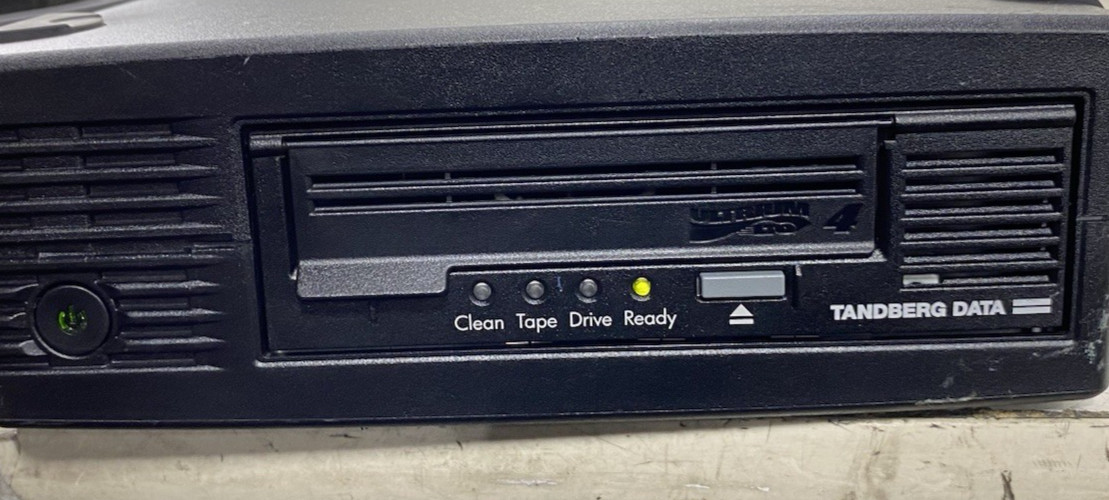 ULTRIUM
LTO 4
Clean Tape Drive Ready
TANDBERG DATA